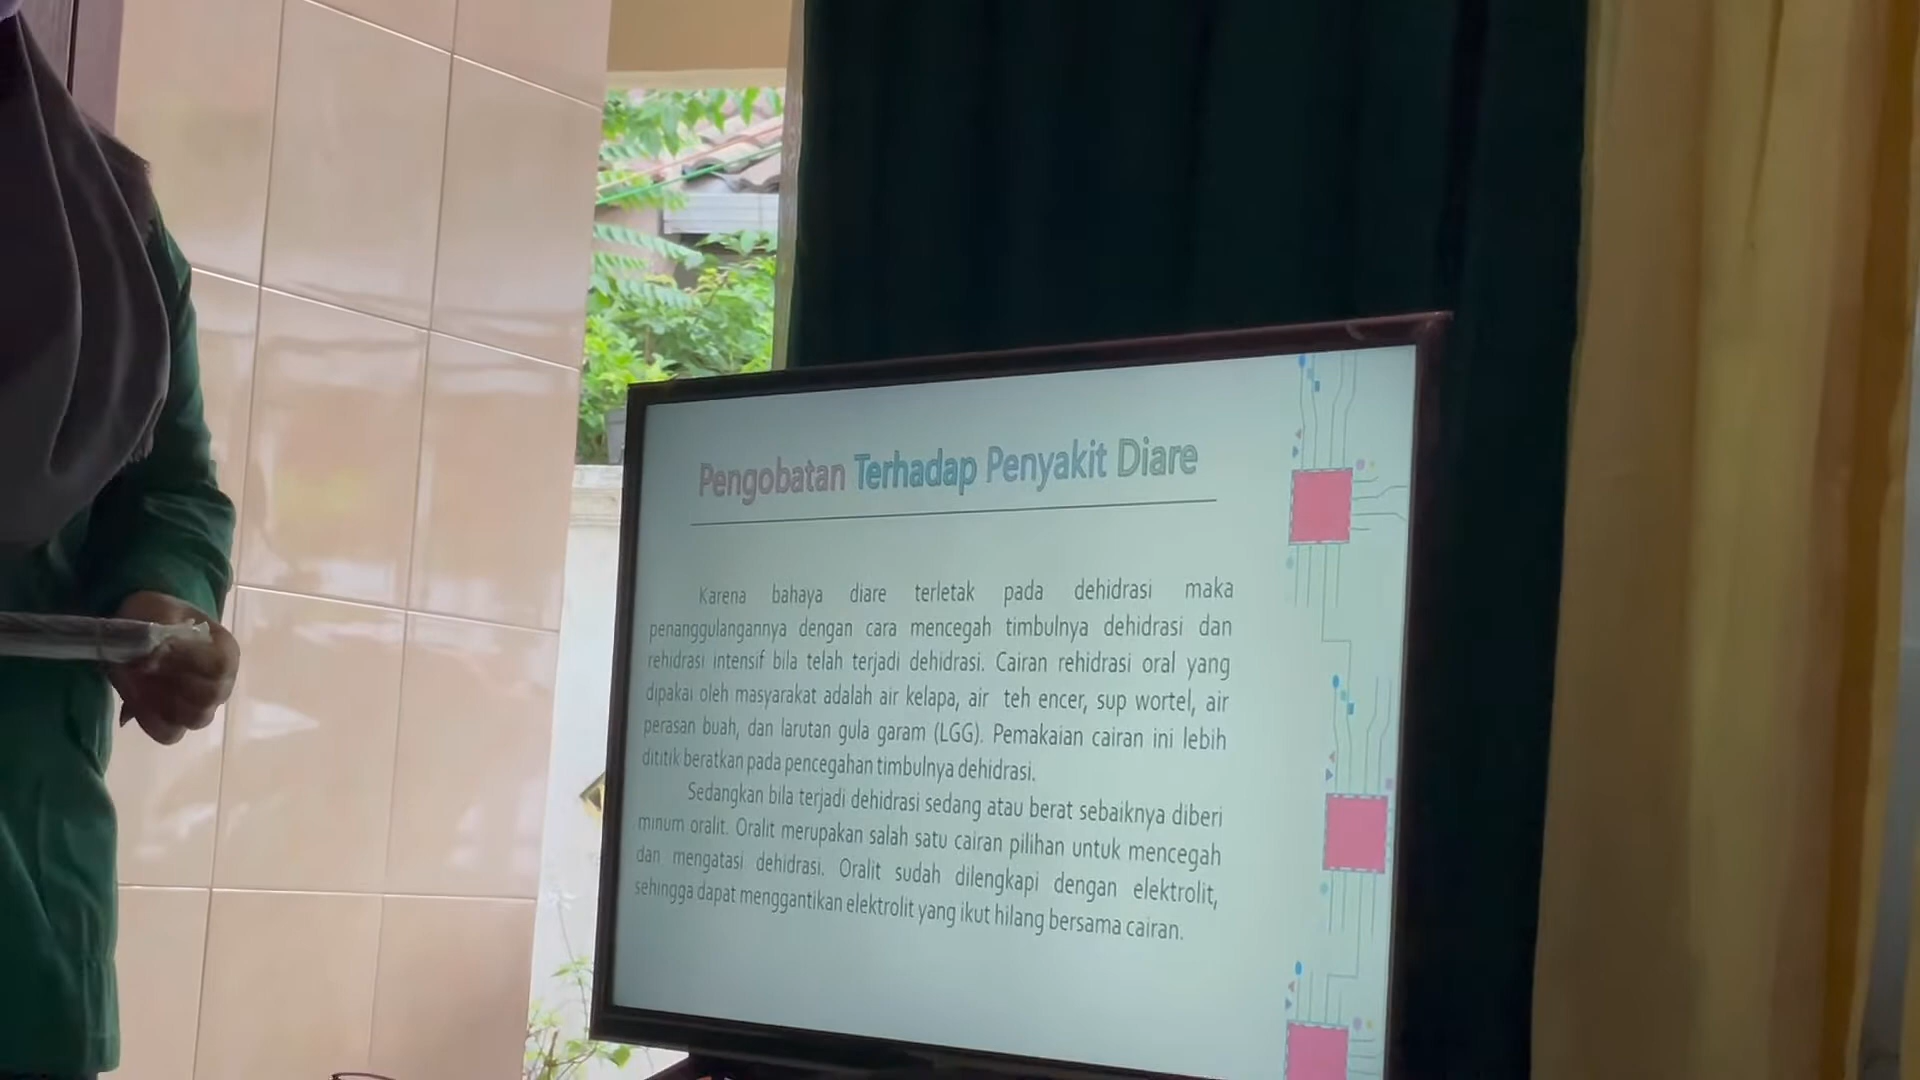 Pengobatan Terhadap Penyakit Diare
Karena bahaya diare terletak pada dehidrasi maka
penanggulangannya dengan cara mencegah timbulnya dehidrasi dan
rehidrasi intensif bila telah terjadi dehidrasi. Cairan rehidrasi oral yang
dipakai oleh masyarakat adalah air kelapa, air teh encer, sup wortel, air
perasan buah, dan larutan gula garam (LGG). Pemakaian cairan ini lebih
dititik beratkan pada pencegahan timbulnya dehidrasi.
Sedangkan bila terjadi dehidrasi sedang atau berat sebaiknya diberi
minum oralit. Oralit merupakan salah satu cairan pilihan untuk mencegah
dan mengatasi dehidrasi. Oralit sudah dilengkapi dengan elektrolit,
sehingga dapat menggantikan elektrolit yang ikut hilang bersama cairan.